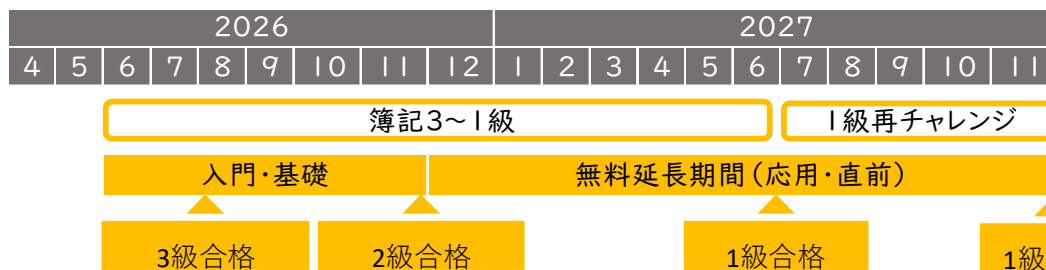 2026 2027
4 5 6 7 8 9 10 11 12 1 2 3 4 5 6 7 8 9 10 11
簿記3～1級 1級再チャレンジ
入門・基礎 無料延長期間(応用・直前)
3級合格 2級合格 1級合格 1級